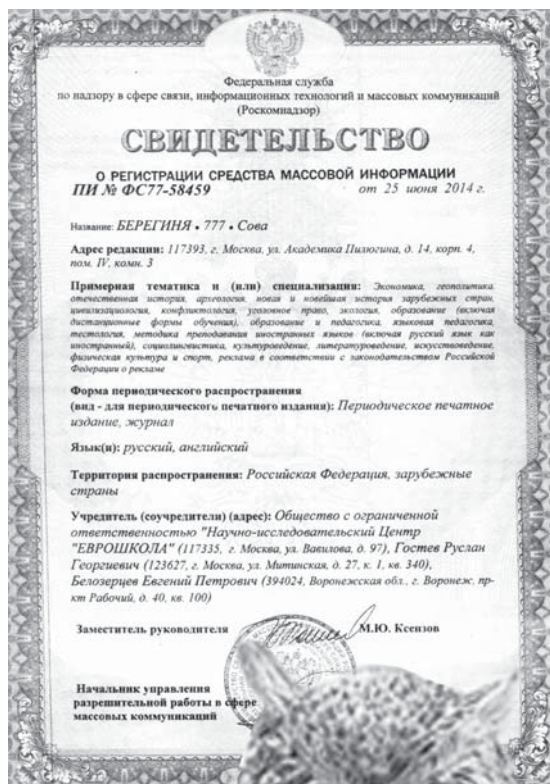 Федеральная служба
по надзору в сфере связи, информационных технологий и массовых коммуникаций
(Роскомнадзор)
СВИДЕТЕЛЬСТВО
О РЕГИСТРАЦИИ СРЕДСТВА МАССОВОЙ ИНФОРМАЦИИ
ПИ № ФС77-58459 от 25 июня 2014 г.
Название: БЕРЕГИНЯ • 777 • Сова
Адрес редакции: 117393, г. Москва, ул. Академика Пилюгина, д. 14, корп. 4,
пом. IV, комн. 3
Примерная тематика и (или) специализация: Экономика, геополитика,
отечественная история, археология, новая и новейшая история зарубежных стран,
цивилизациология, конфликтология, уголовное право, экология, образование (включая
дистанционные формы обучения), образование и педагогика, языковая педагогика,
тестология, методика преподавания иностранных языков (включая русский язык как
иностранный), социолингвистика, культуроведение, литературоведение, искусствоведение,
физическая культура и спорт, реклама в соответствии с законодательством Российской
Федерации о рекламе
Форма периодического распространения
(вид - для периодического печатного издания): Периодическое печатное
издание, журнал
Язык(и): русский, английский
Территория распространения: Российская Федерация, зарубежные
страны
Учредитель (соучредители) (адрес): Общество с ограниченной
ответственностью "Научно-исследовательский Центр
"ЕВРОШКОЛА" (117335, г. Москва, ул. Вавилова, д. 97), Гостев Руслан
Георгиевич (123627, г. Москва, ул. Митинская, д. 27, к. 1, кв. 340),
Белозерцев Евгений Петрович (394024, Воронежская обл., г. Воронеж, пр-
кт Рабочий, д. 40, кв. 100)
Заместитель руководителя М.Ю. Ксензов
Начальник управления
разрешительной работы в сфере
массовых коммуникаций